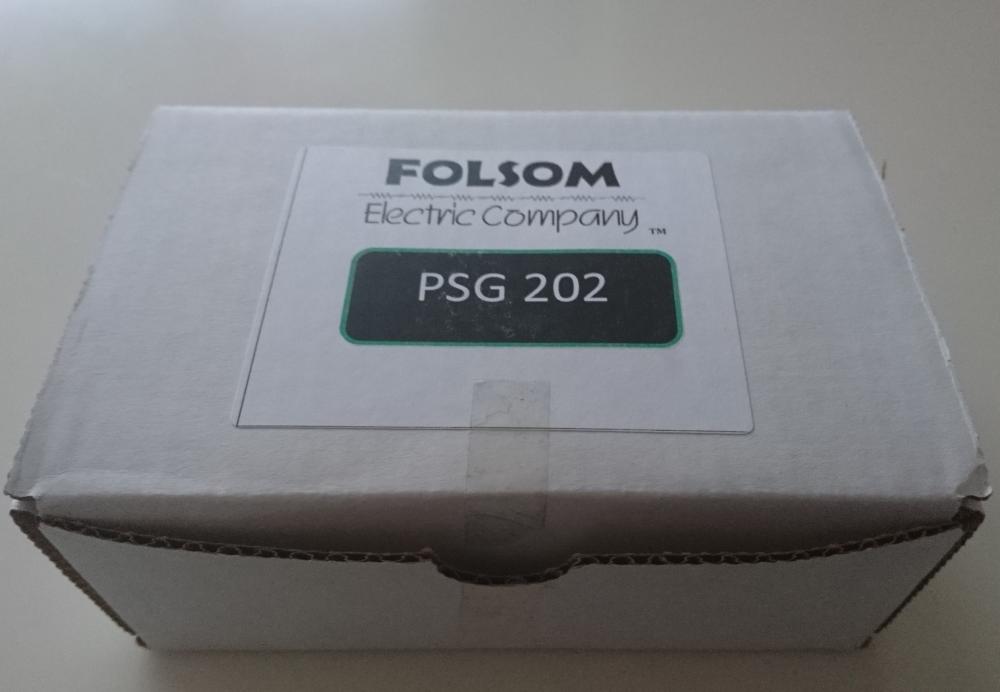 FOLSOM
Electric Company ™
PSG 202